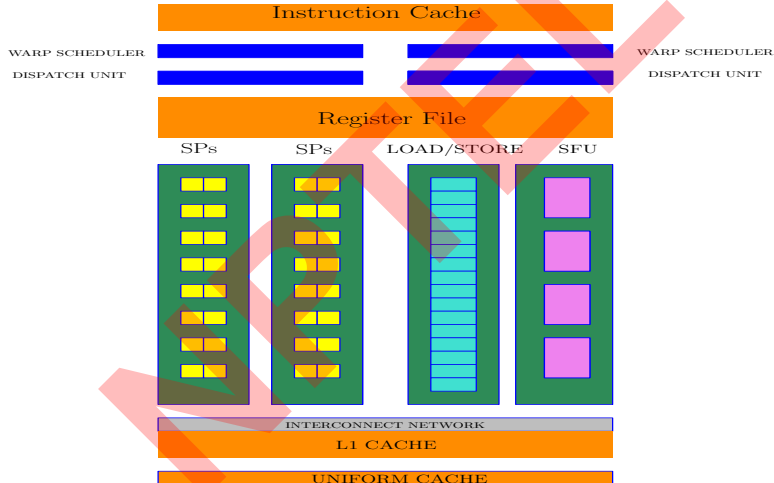 Instruction Cache
WARP SCHEDULER WARP SCHEDULER
DISPATCH UNIT DISPATCH UNIT
Register File
SPs SPs LOAD/STORE SFU
INTERCONNECT NETWORK
L1 CACHE
UNIFORM CACHE
NPTEL